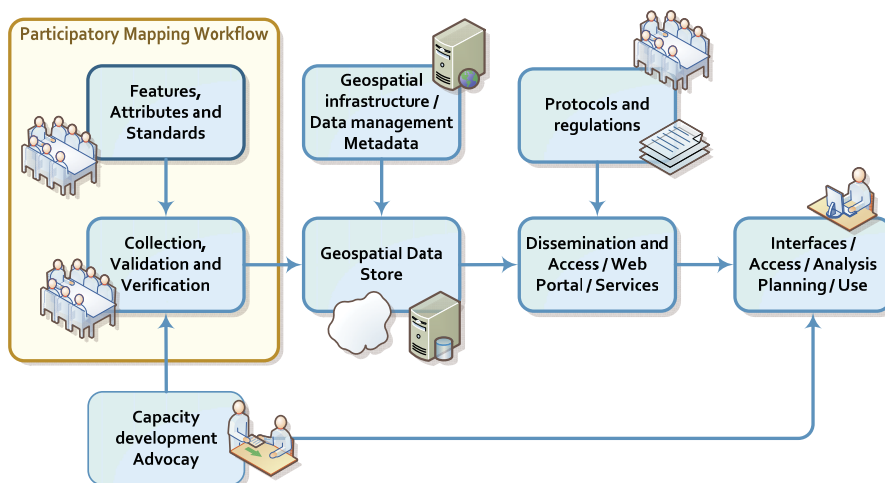 Participatory Mapping Workflow
Features,
Attributes and
Standards
Geospatial
infrastructure /
Data management
Metadata
Protocols and
regulations
Collection,
Validation and
Verification
Geospatial Data
Store
Dissemination and
Access / Web
Portal / Services
Interfaces /
Access / Analysis
Planning / Use
Capacity
development
Advocay